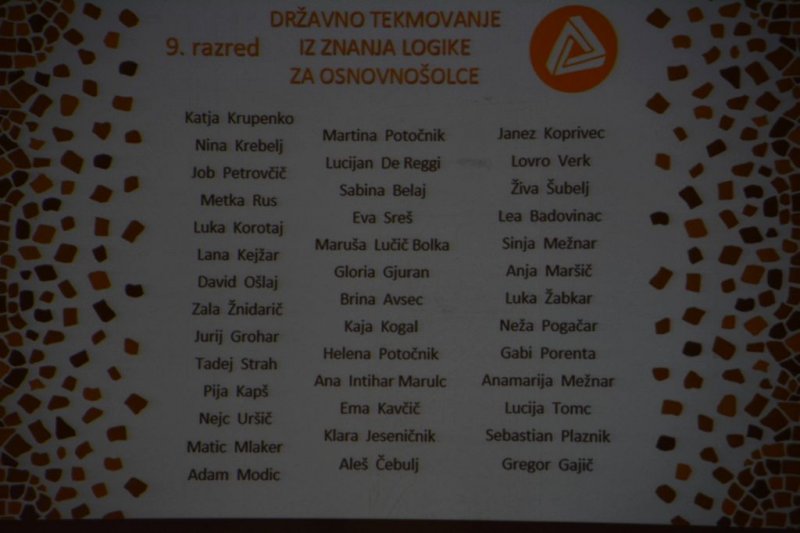 DRŽAVNO TEKMOVANJE
9. razred IZ ZNANJA LOGIKE
ZA OSNOVNOŠOLCE
Katja Krupenko
Nina Krebelj
Job Petrovčič
Metka Rus
Luka Korotaj
Lana Kejžar
David Ošlaj
Zala Žnidarič
Jurij Grohar
Tadej Strah
Pija Kapš
Nejc Uršič
Matic Mlaker
Adam Modic
Martina Potočnik
Lucijan De Reggi
Sabina Belaj
Eva Sreš
Maruša Lučič Bolka
Gloria Gjuran
Brina Avsec
Kaja Kogal
Helena Potočnik
Ana Intihar Marulc
Ema Kavčič
Klara Jeseničnik
Aleš Čebulj
Janez Koprivec
Lovro Verk
Živa Šubelj
Lea Badovinac
Sinja Mežnar
Anja Maršič
Luka Žabkar
Neža Pogačar
Gabi Porenta
Anamarija Mežnar
Lucija Tomc
Sebastian Plaznik
Gregor Gajič